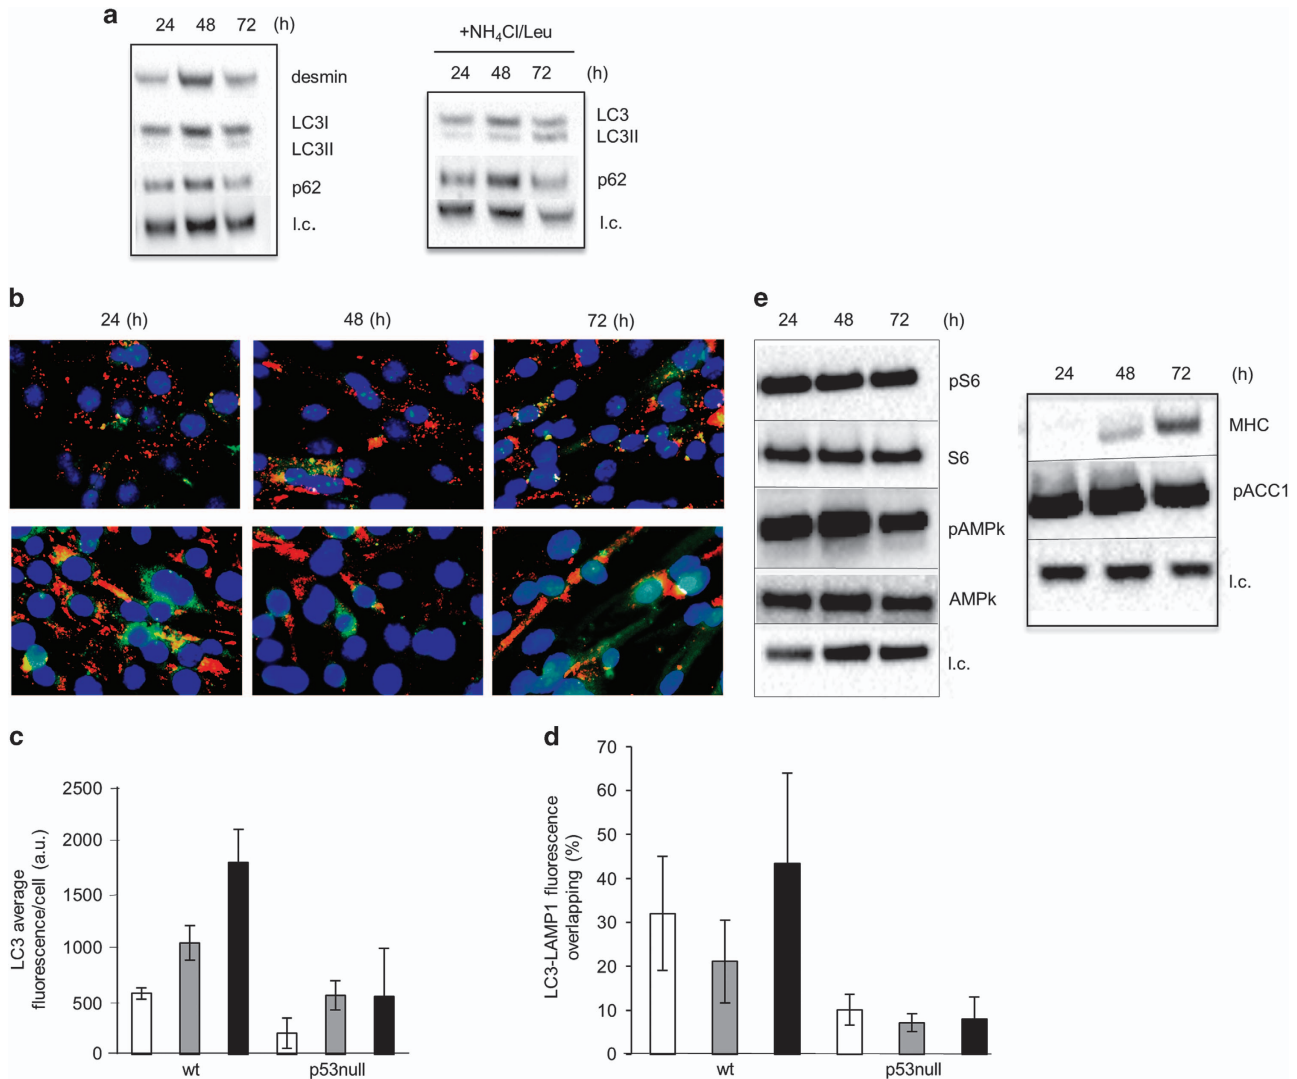 a
24 48 72 (h)
desmin
LC3I
LC3II
p62
l.c.
+NH₄Cl/Leu
24 48 72 (h)
LC3
LC3II
p62
l.c.
b
24 (h) 48 (h) 72 (h)
c
LC3 average
fluorescence/cell (a.u.)
2500
2000
1500
1000
500
0
wt p53null
d
LC3-LAMP1 fluorescence
overlapping (%)
70
60
50
40
30
20
10
0
wt p53null
e
24 48 72 (h)
pS6
S6
pAMPk
AMPk
l.c.
24 48 72 (h)
MHC
pACC1
l.c.